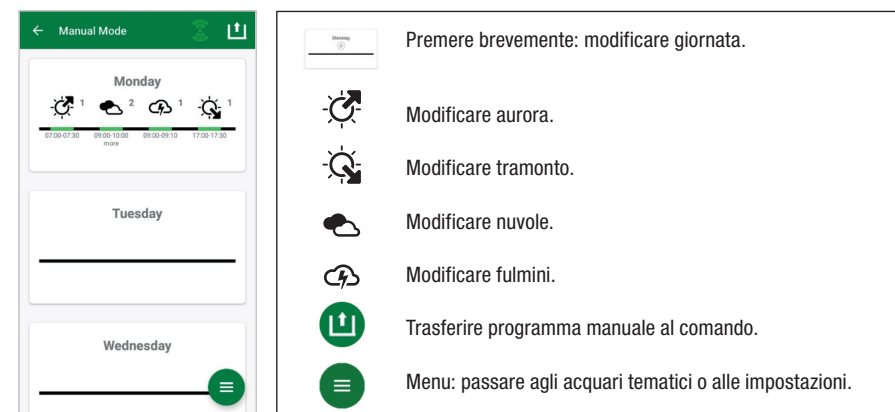 Manual Mode
Monday
1 2 1 1
07:00-07:30 09:00-10:00 09:00-09:10 17:00-17:30
more
Tuesday
Wednesday
Dienstag
Premere brevemente: modificare giornata.
Modificare aurora.
Modificare tramonto.
Modificare nuvole.
Modificare fulmini.
Trasferire programma manuale al comando.
Menu: passare agli acquari tematici o alle impostazioni.